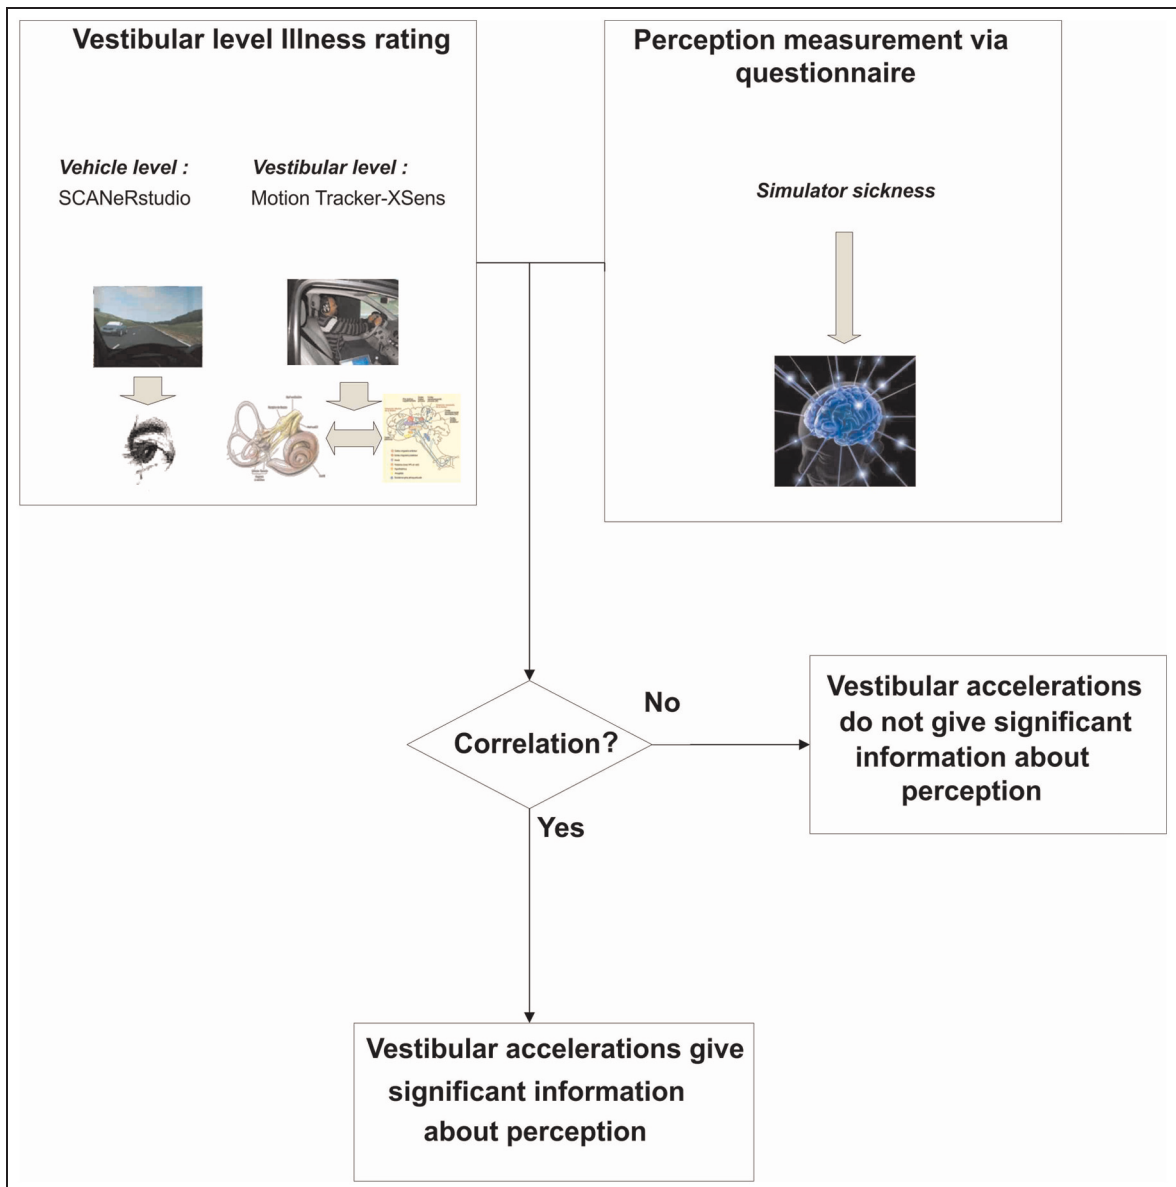 Vestibular level Illness rating
Vehicle level :
SCANeRstudio
Vestibular level :
Motion Tracker-XSens
Perception measurement via
questionnaire
Simulator sickness
Correlation?
No
Vestibular accelerations
do not give significant
information about
perception
Yes
Vestibular accelerations give
significant information
about perception